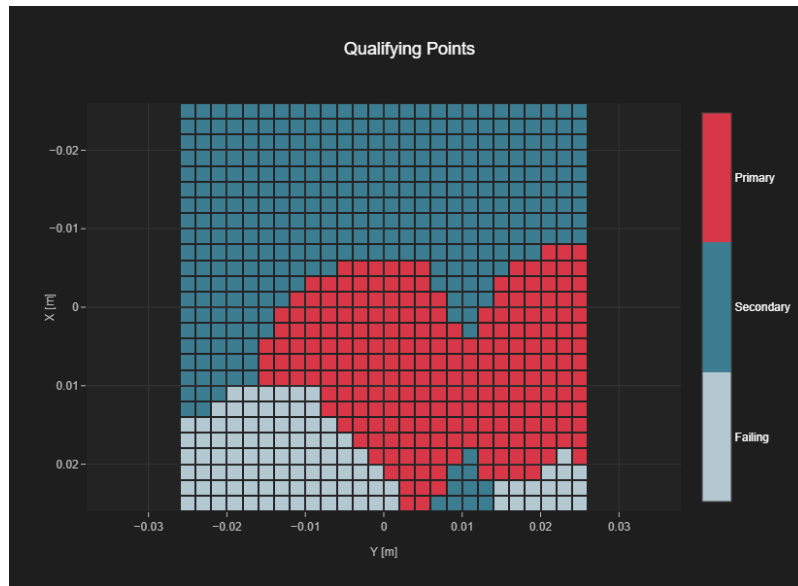 Qualifying Points
−0.02
−0.01
0
0.01
0.02
X [m]
−0.03
−0.02
−0.01
0
0.01
0.02
0.03
Y [m]
Primary
Secondary
Failing